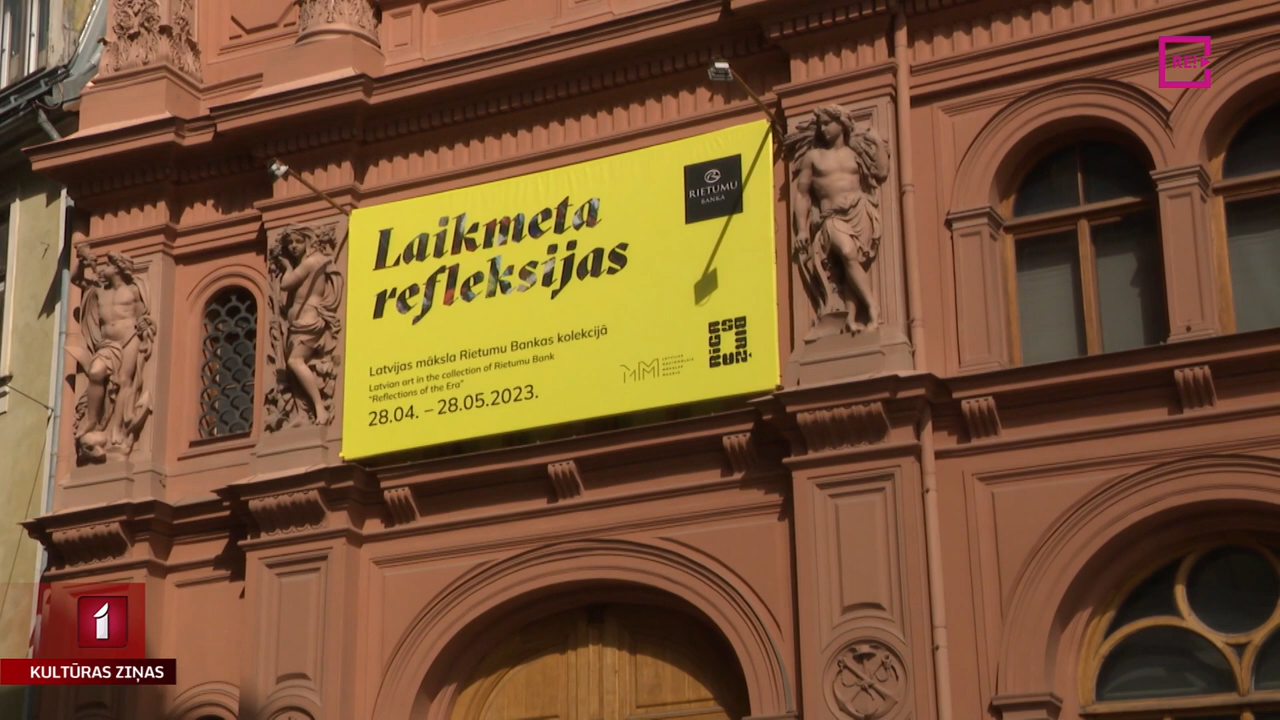 RE:
Laikmeta
refleksijas
RIETUMU
BANKA
Latvijas māksla Rietumu Bankas kolekcijā
Latvian art in the collection of Rietumu Bank
"Reflections of the Era"
28.04. – 28.05.2023.
RīGAS
BIRŽA
1
KULTŪRAS ZIŅAS